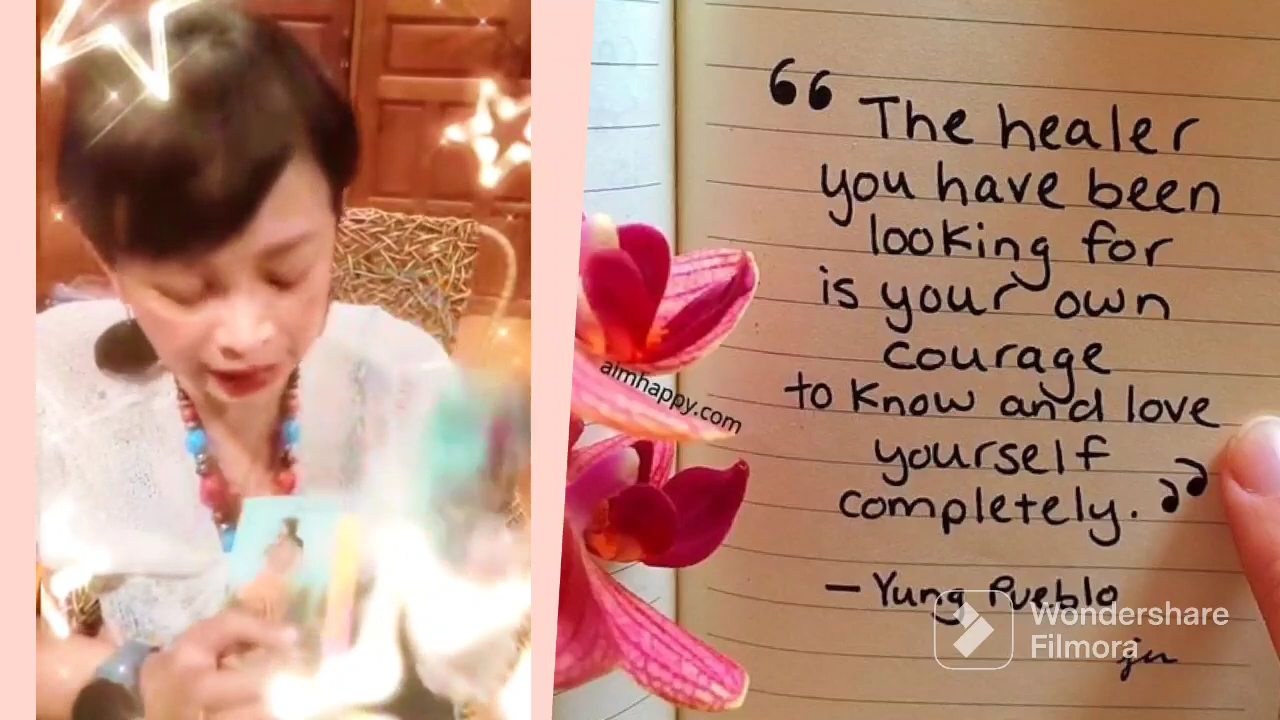 “ The healer
you have been
looking for
is your own
courage
to know and love
yourself
completely. ”
— Yung Pueblo
aimhappy.com
Wondershare
Filmora